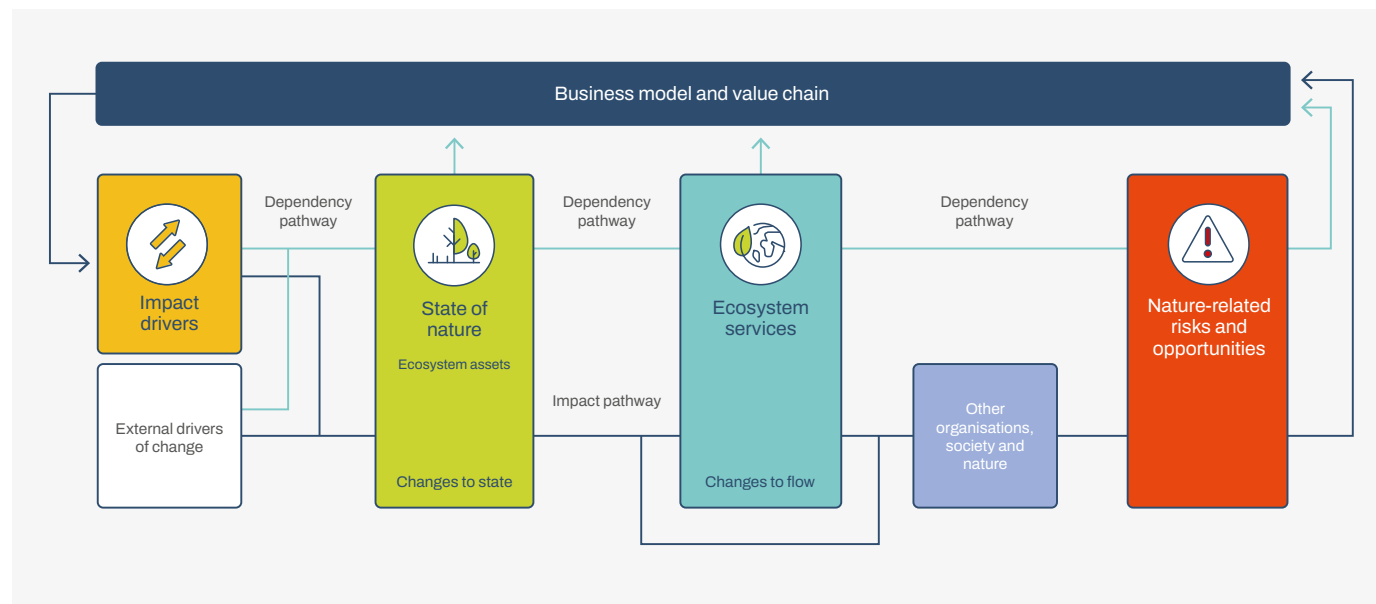 Business model and value chain
Dependency
pathway
Dependency
pathway
Dependency
pathway
Impact
drivers
State of
nature
Ecosystem assets
Ecosystem
services
Nature-related
risks and
opportunities
Impact pathway
External drivers
of change
Other
organisations,
society and
nature
Changes to state
Changes to flow